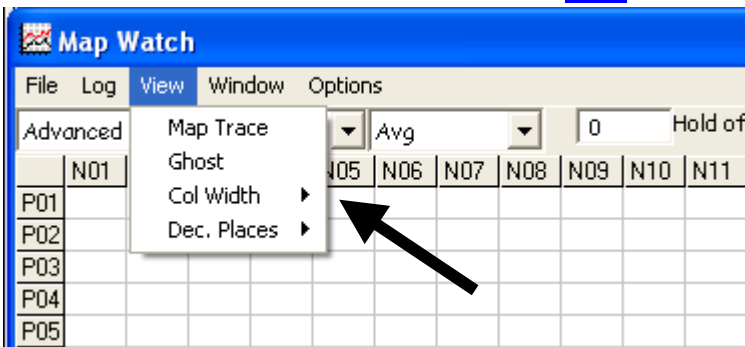 Map Watch
File Log View Window Options
Advanced Avg 0 Hold of
Map Trace
Ghost
Col Width
Dec. Places
N01 N05 N06 N07 N08 N09 N10 N11
P01
P02
P03
P04
P05